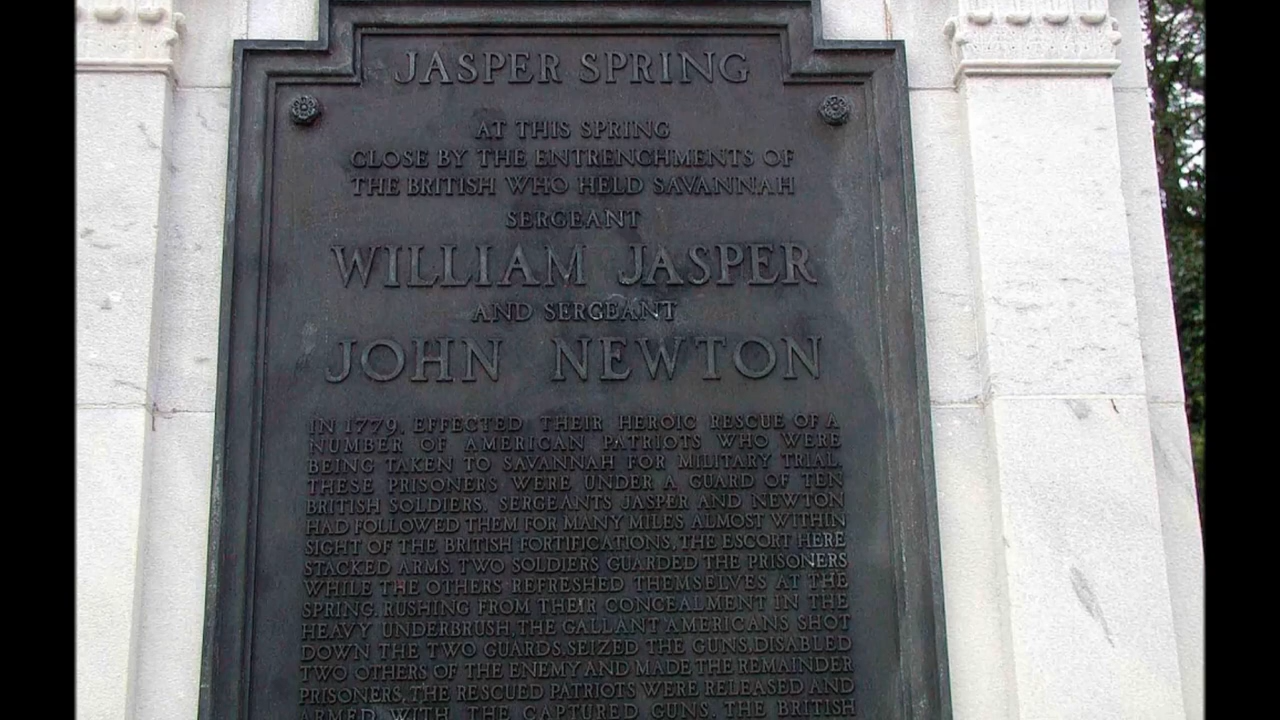 JASPER SPRING
AT THIS SPRING
CLOSE BY THE ENTRENCHMENTS OF
THE BRITISH WHO HELD SAVANNAH
SERGEANT
WILLIAM JASPER
AND SERGEANT
JOHN NEWTON
IN 1779, EFFECTED THEIR HEROIC RESCUE OF A
NUMBER OF AMERICAN PATRIOTS WHO WERE
BEING TAKEN TO SAVANNAH FOR MILITARY TRIAL.
THESE PRISONERS WERE UNDER A GUARD OF TEN
BRITISH SOLDIERS. SERGEANTS JASPER AND NEWTON
HAD FOLLOWED THEM FOR MANY MILES ALMOST WITHIN
SIGHT OF THE BRITISH FORTIFICATIONS, THE ESCORT HERE
STACKED ARMS. TWO SOLDIERS GUARDED THE PRISONERS
WHILE THE OTHERS REFRESHED THEMSELVES AT THE
SPRING. RUSHING FROM THEIR CONCEALMENT IN THE
HEAVY UNDERBRUSH, THE GALLANT AMERICANS SHOT
DOWN THE TWO GUARDS, SEIZED THE GUNS, DISABLED
TWO OTHERS OF THE ENEMY AND MADE THE REMAINDER
PRISONERS, THE RESCUED PATRIOTS WERE RELEASED AND
ARMED WITH THE CAPTURED GUNS. THE BRITISH